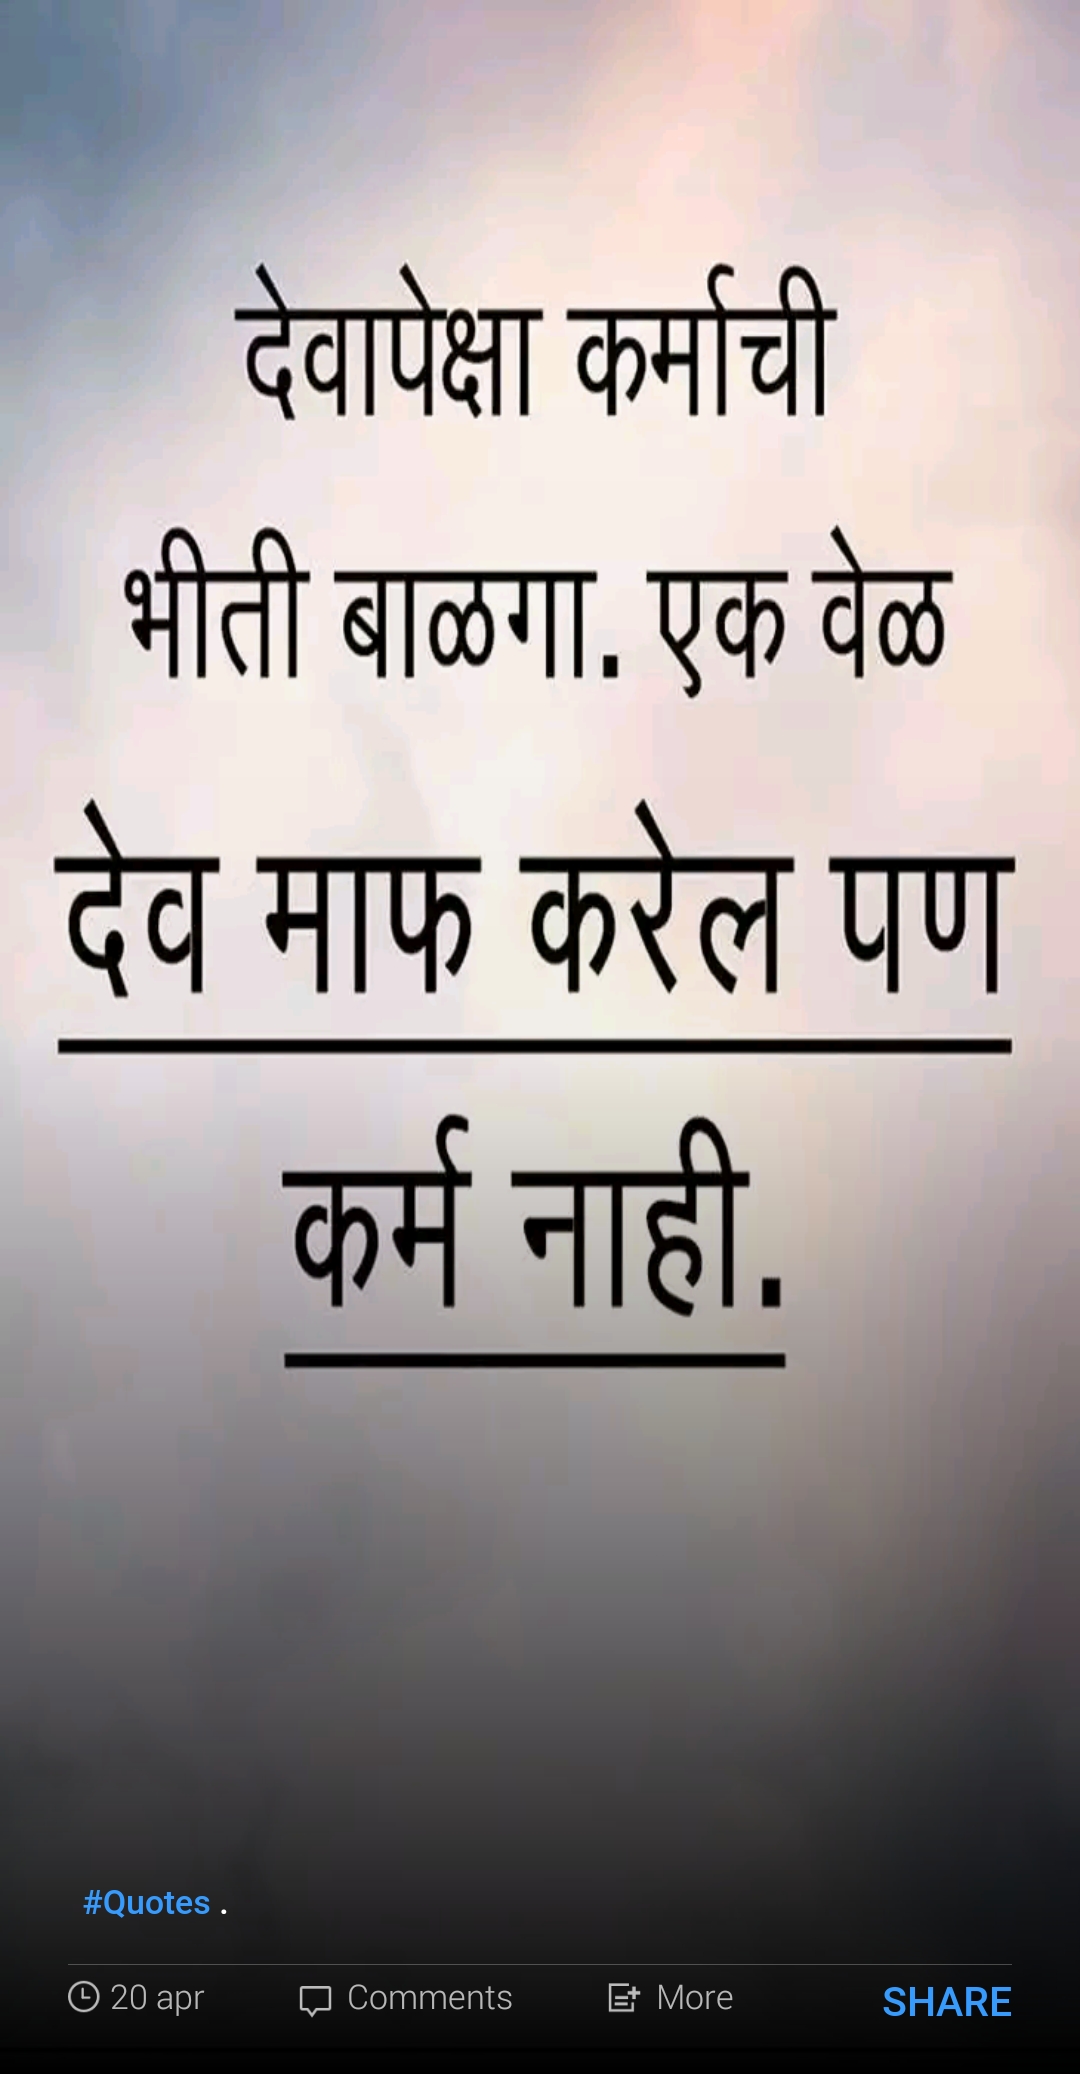 देवापेक्षा कर्माची
भीती बाळगा. एक वेळ
देव माफ करेल पण
कर्म नाही.
#Quotes .
20 apr Comments More SHARE